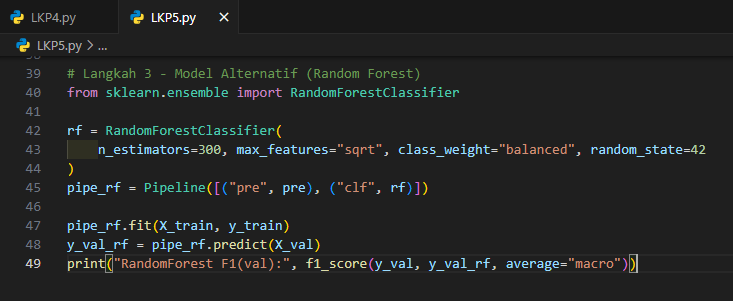 LKP4.py LKP5.py
LKP5.py > ...
39 # Langkah 3 - Model Alternatif (Random Forest)
40 from sklearn.ensemble import RandomForestClassifier
41
42 rf = RandomForestClassifier(
43     n_estimators=300, max_features="sqrt", class_weight="balanced", random_state=42
44 )
45 pipe_rf = Pipeline([("pre", pre), ("clf", rf)])
46
47 pipe_rf.fit(X_train, y_train)
48 y_val_rf = pipe_rf.predict(X_val)
49 print("RandomForest F1(val):", f1_score(y_val, y_val_rf, average="macro"))